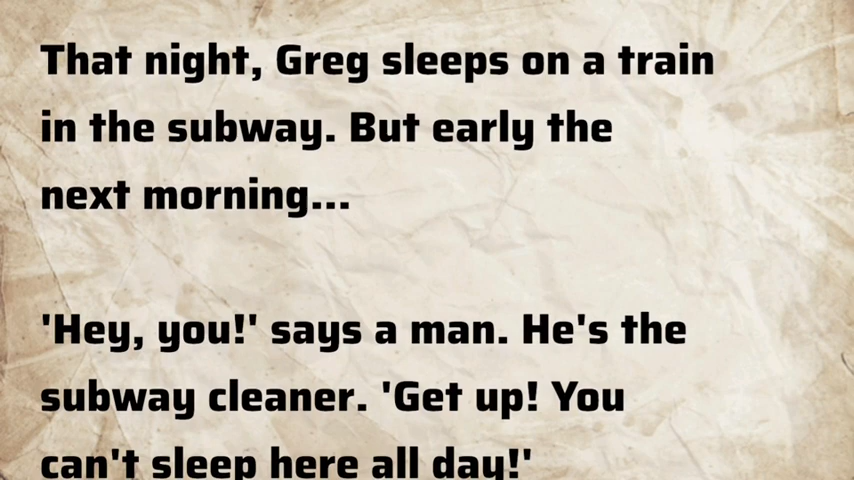 That night, Greg sleeps on a train
in the subway. But early the
next morning...
'Hey, you!' says a man. He's the
subway cleaner. 'Get up! You
can't sleep here all day!'